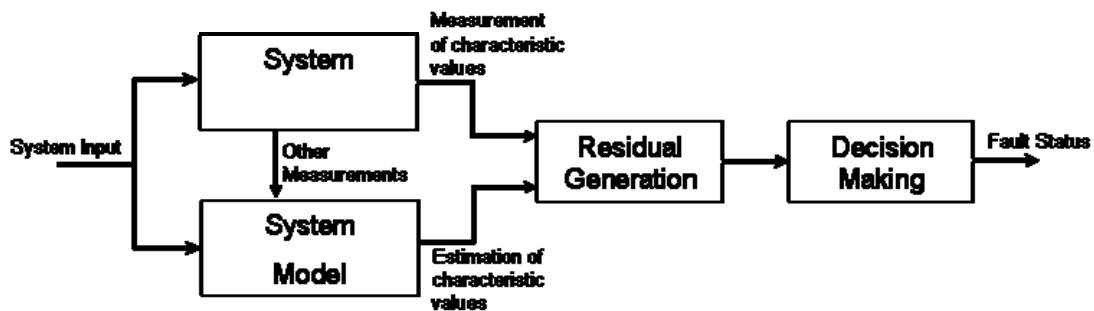 System Input
System
Measurement
of characteristic
values
Other
Measurements
System
Model
Estimation of
characteristic
values
Residual
Generation
Decision
Making
Fault Status